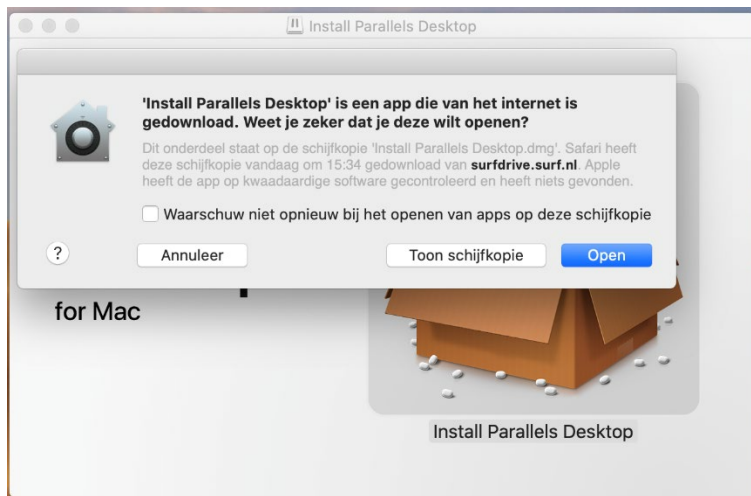 Install Parallels Desktop
'Install Parallels Desktop' is een app die van het internet is
gedownload. Weet je zeker dat je deze wilt openen?
Dit onderdeel staat op de schijfkopie 'Install Parallels Desktop.dmg'. Safari heeft
deze schijfkopie vandaag om 15:34 gedownload van surfdrive.surf.nl. Apple
heeft de app op kwaadaardige software gecontroleerd en heeft niets gevonden.
Waarschuw niet opnieuw bij het openen van apps op deze schijfkopie
? Annuleer Toon schijfkopie Open
for Mac
Install Parallels Desktop